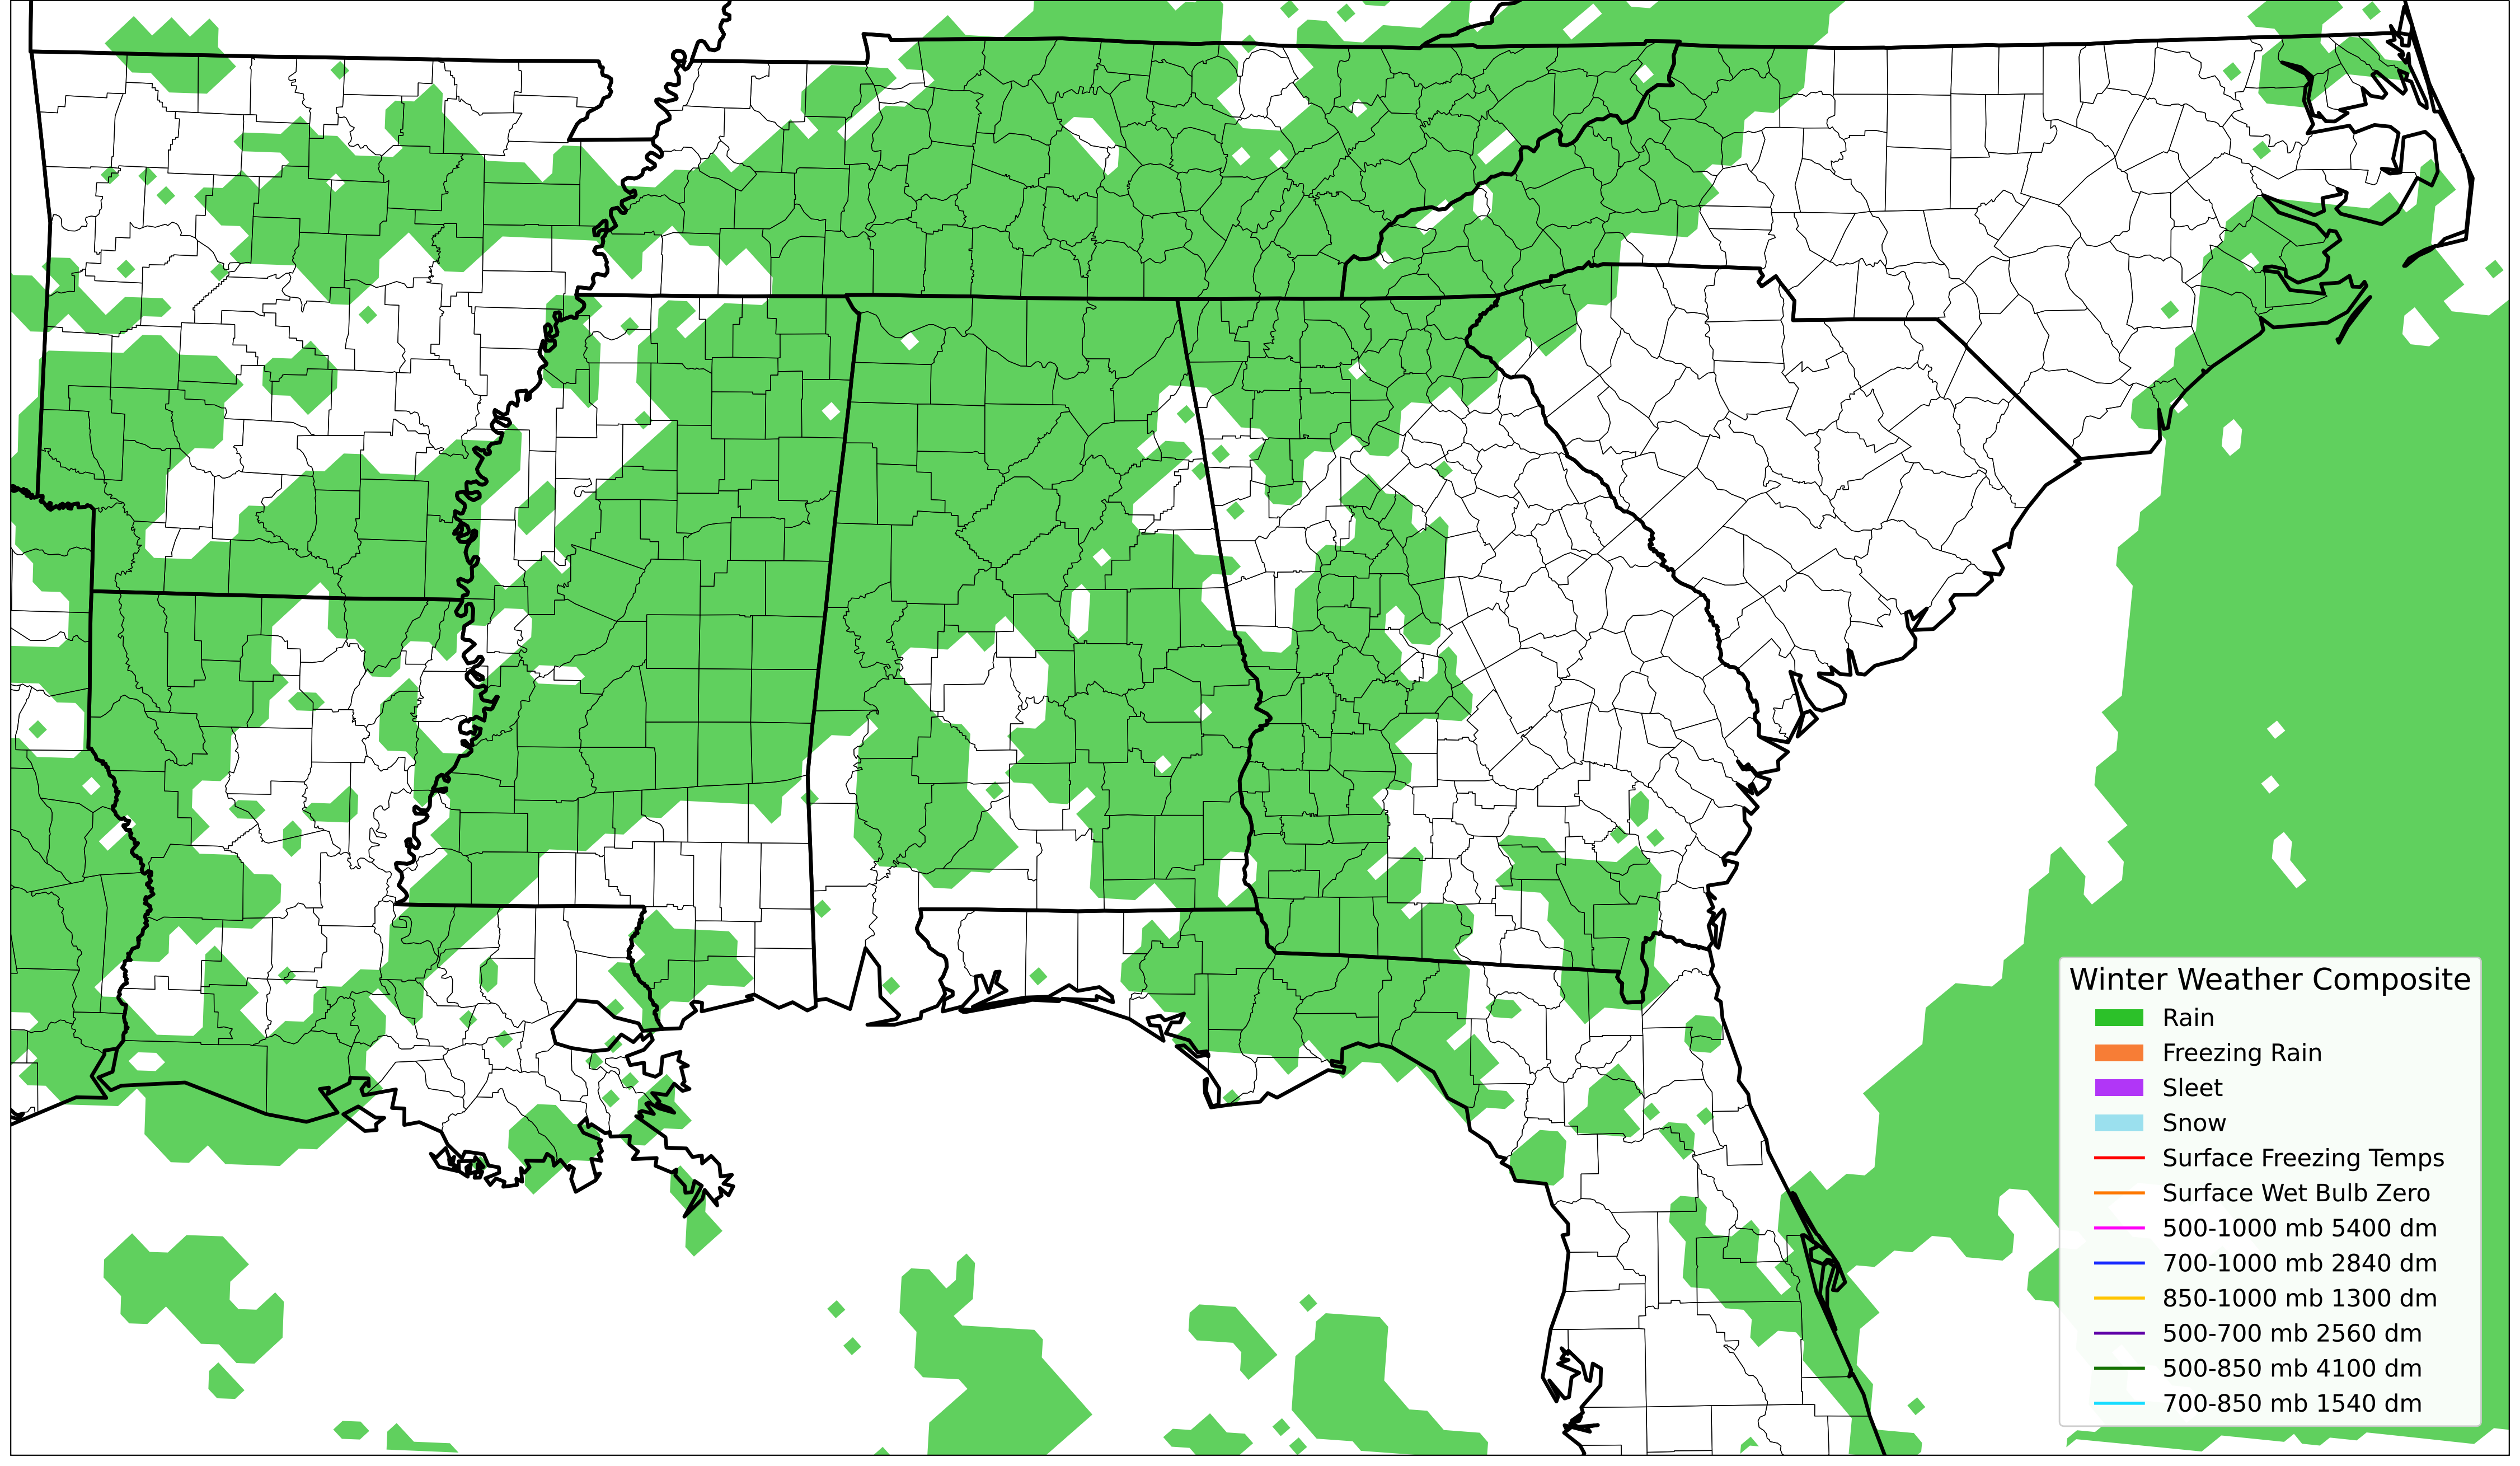 Winter Weather Composite
Rain
Freezing Rain
Sleet
Snow
Surface Freezing Temps
Surface Wet Bulb Zero
500-1000 mb 5400 dm
700-1000 mb 2840 dm
850-1000 mb 1300 dm
500-700 mb 2560 dm
500-850 mb 4100 dm
700-850 mb 1540 dm